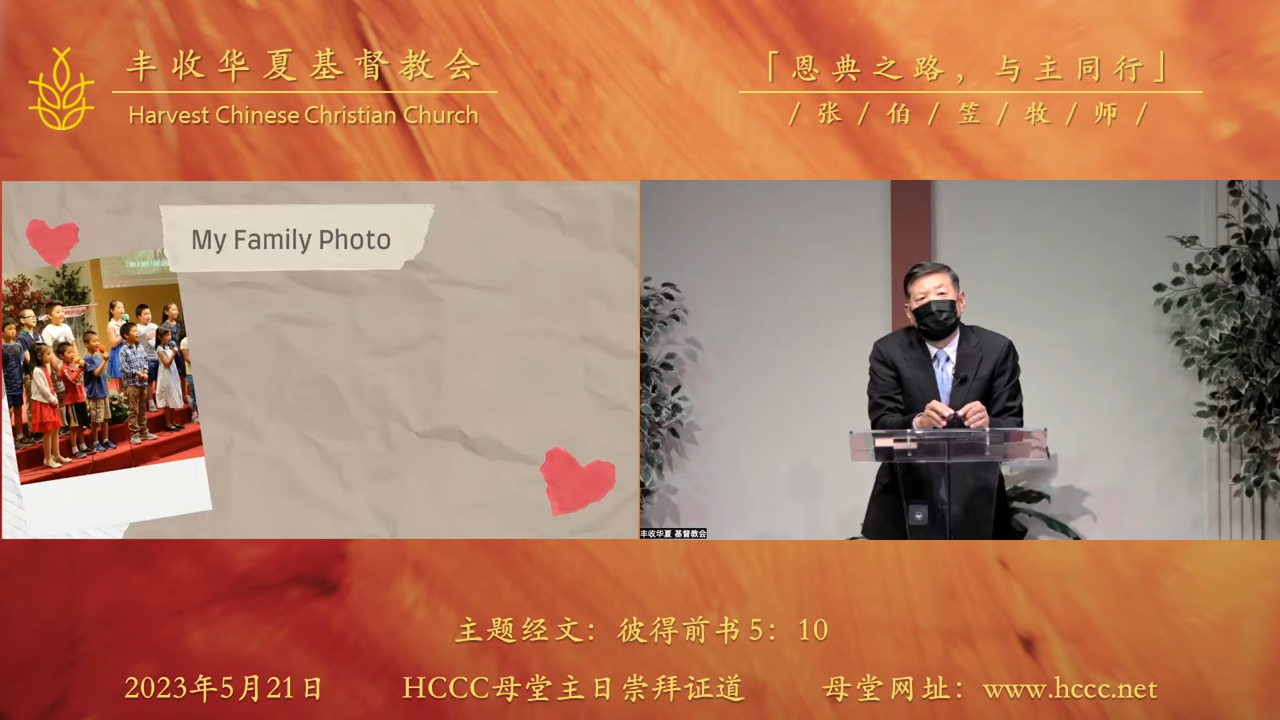 丰收华夏基督教会
Harvest Chinese Christian Church
「恩典之路，与主同行」
/ 张 / 伯 / 笠 / 牧 / 师 /
My Family Photo
丰收华夏 基督教会
主题经文：彼得前书 5：10
2023年5月21日 HCCC母堂主日崇拜证道 母堂网址：www.hccc.net